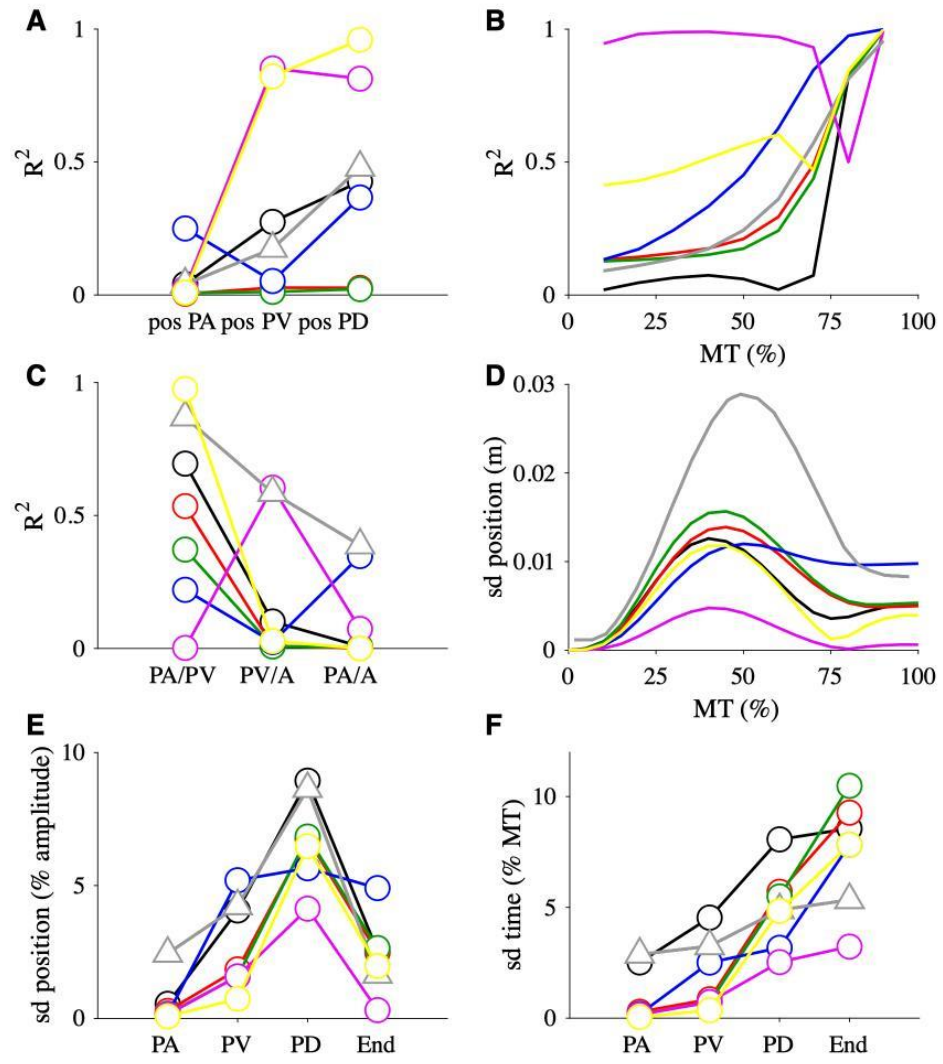 A
B
1
0.5
0
R²
pos PA pos PV pos PD
1
0.5
0
R²
0 25 50 75 100
MT (%)
C
D
1
0.5
0
R²
PA/PV PV/A PA/A
0.03
0.02
0.01
0
sd position (m)
0 25 50 75 100
MT (%)
E
F
10
5
0
sd position (% amplitude)
PA PV PD End
10
5
0
sd time (% MT)
PA PV PD End